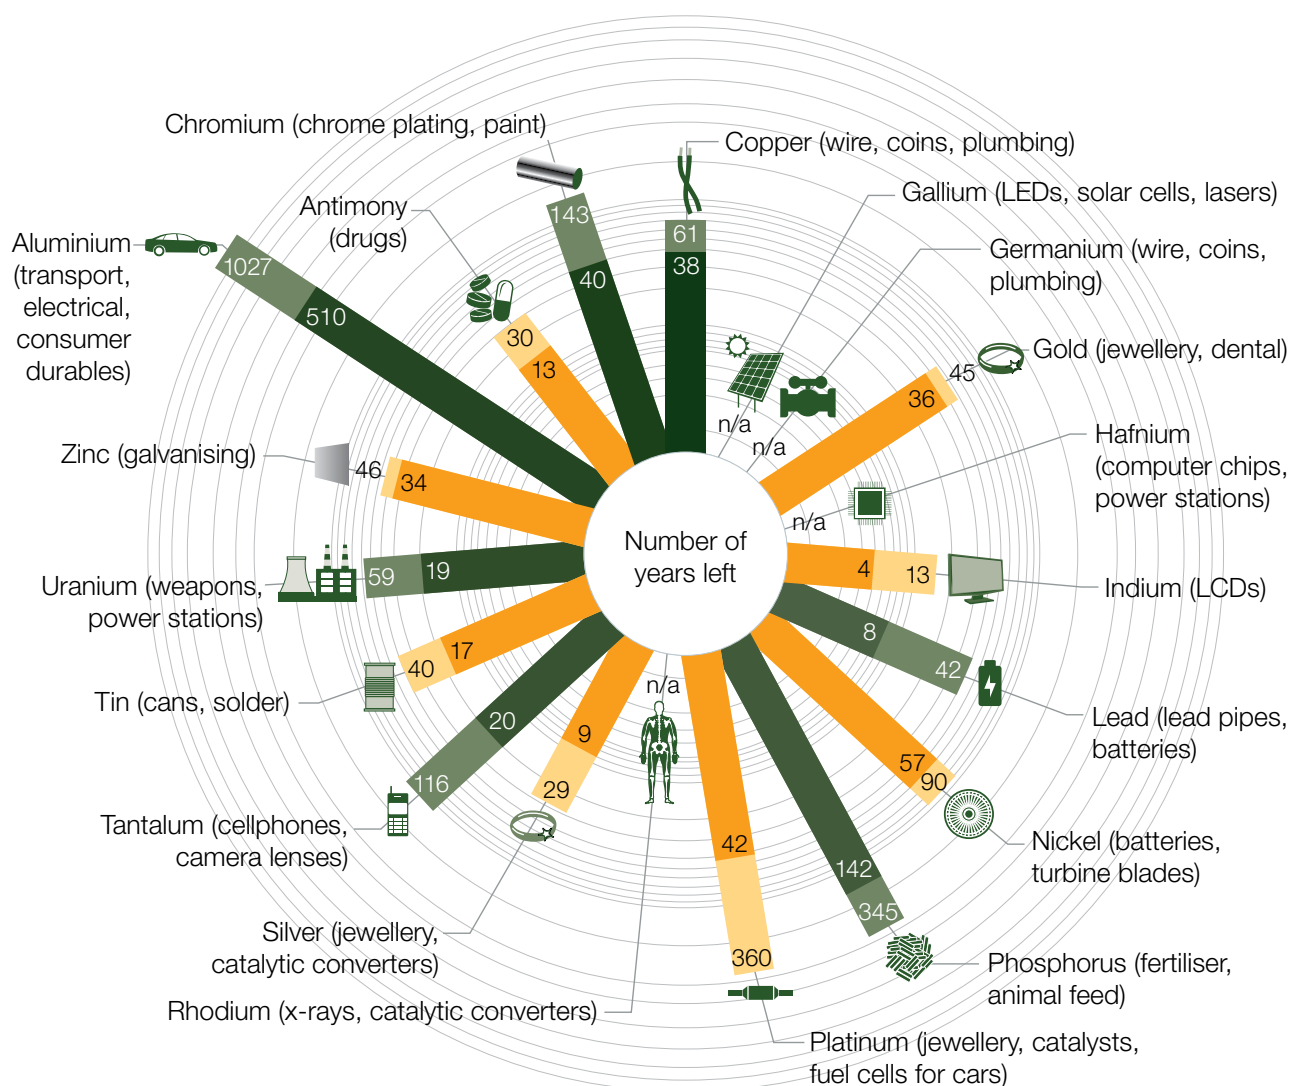 Chromium (chrome plating, paint)
143
40
Copper (wire, coins, plumbing)
61
38
Gallium (LEDs, solar cells, lasers)
n/a
Germanium (wire, coins,
plumbing)
n/a
Gold (jewellery, dental)
45
36
Hafnium
(computer chips,
power stations)
n/a
Indium (LCDs)
4
13
Lead (lead pipes,
batteries)
8
42
Nickel (batteries,
turbine blades)
57
90
Phosphorus (fertiliser,
animal feed)
142
345
Platinum (jewellery, catalysts,
fuel cells for cars)
42
360
Rhodium (x-rays, catalytic converters)
n/a
Silver (jewellery,
catalytic converters)
9
29
Tantalum (cellphones,
camera lenses)
20
116
Tin (cans, solder)
40
17
Uranium (weapons,
power stations)
59
19
Zinc (galvanising)
46
34
Aluminium
(transport,
electrical,
consumer
durables)
1027
510
Antimony
(drugs)
30
13
Number of
years left